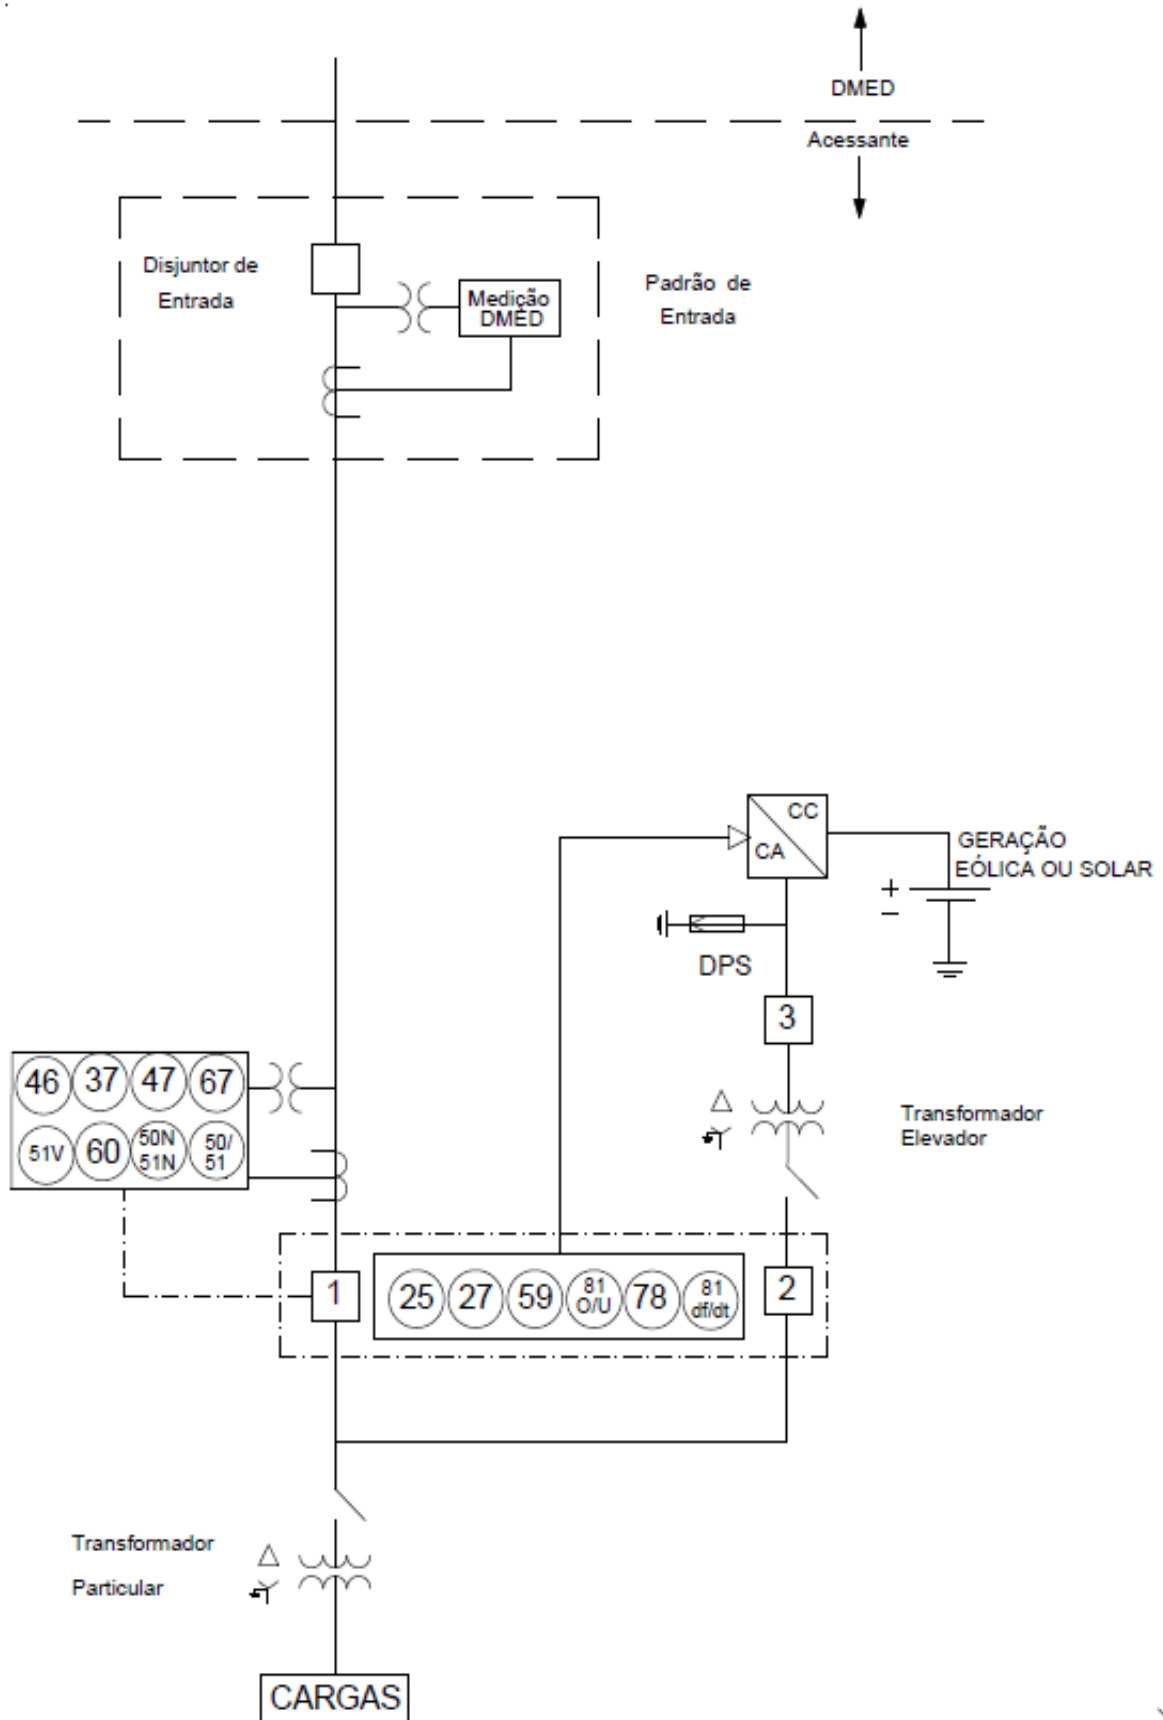 DMED
Acessante
Disjuntor de
Entrada
Medição
DMED
Padrão de
Entrada
CC
CA
GERAÇÃO
EÓLICA OU SOLAR
+
−
DPS
3
46 37 47 67
51V 60 50N 51N 50/ 51
Transformador
Elevador
1
25 27 59 81 O/U 78 81 df/dt
2
Transformador
Particular
CARGAS